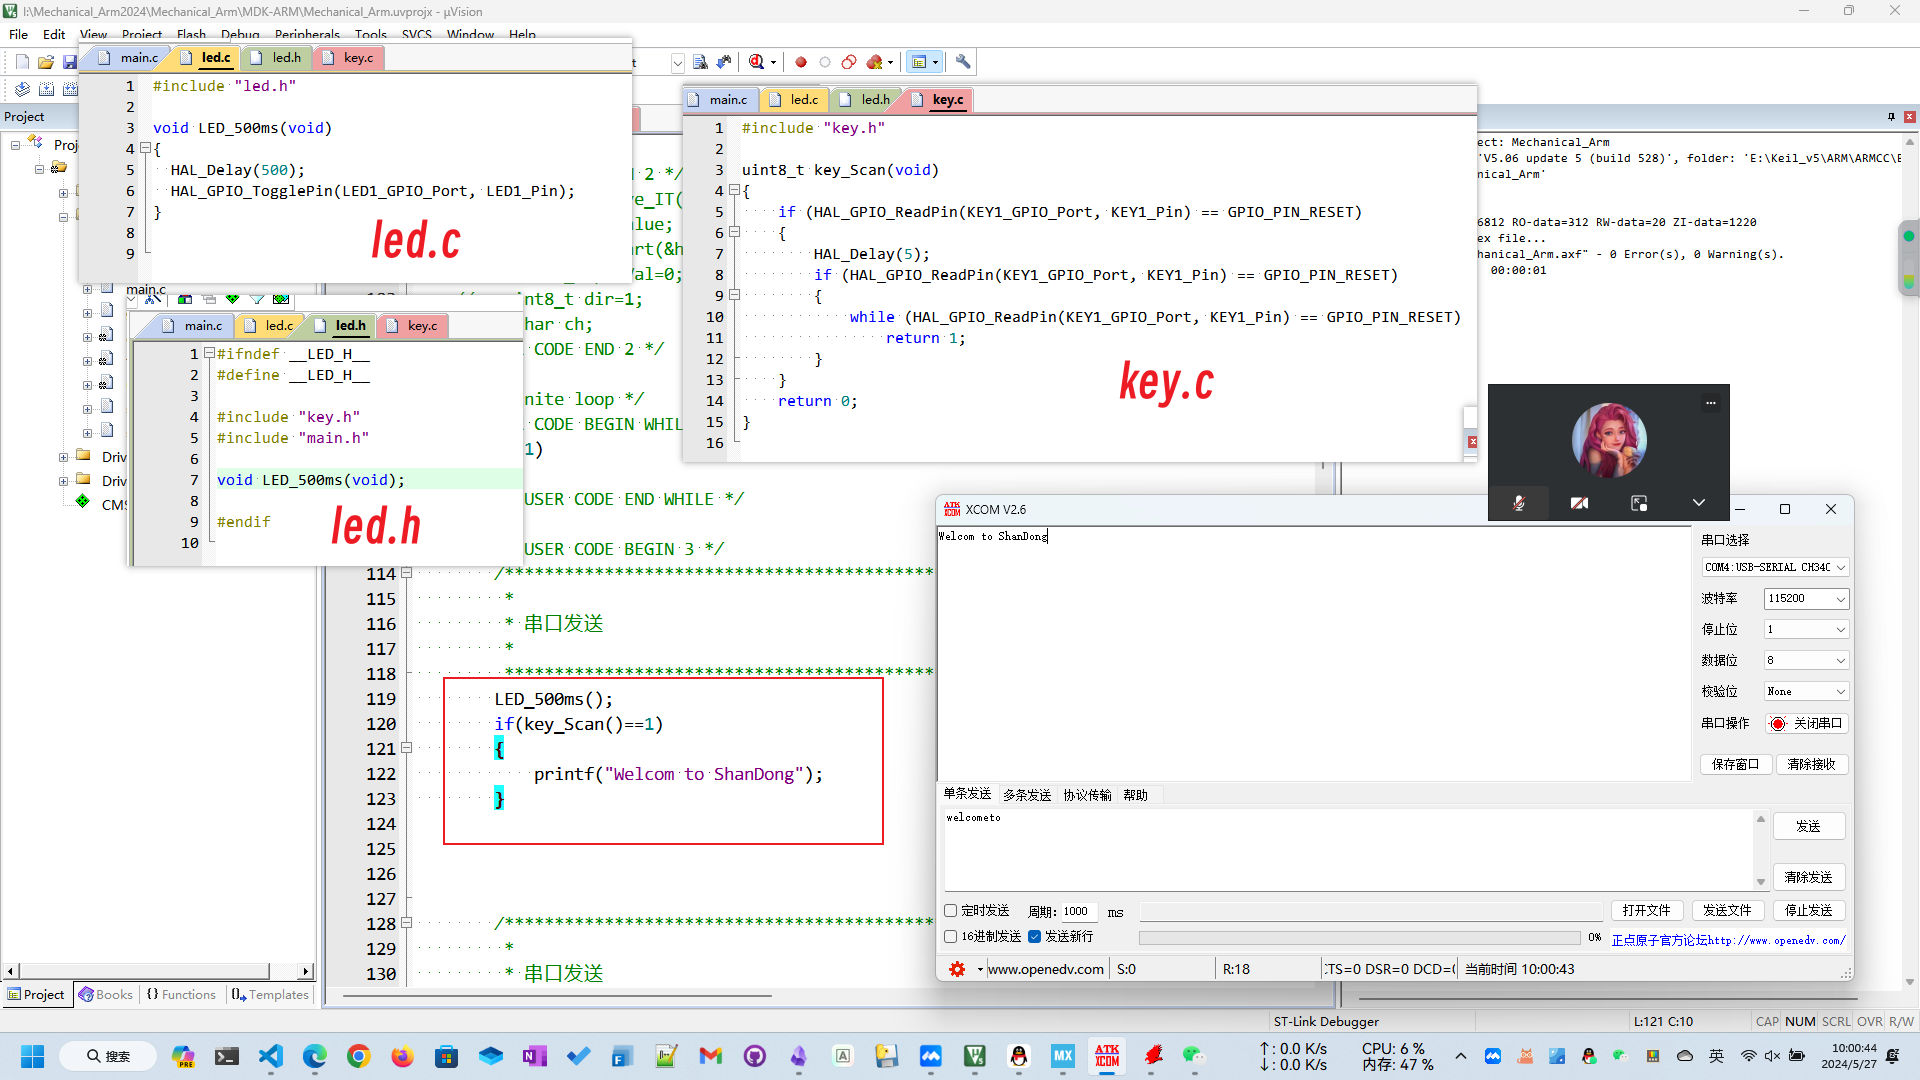 I:\Mechanical_Arm2024\Mechanical_Arm\MDK-ARM\Mechanical_Arm.uvprojx - µVision
File Edit View Project Flash Debug Peripherals Tools SVCS Window Help
main.c led.c led.h key.c
1 #include "led.h"
2
3 void LED_500ms(void)
4 {
5 HAL_Delay(500);
6 HAL_GPIO_TogglePin(LED1_GPIO_Port, LED1_Pin);
7 }
8
9
led.c
main.c led.c led.h key.c
1 #include "key.h"
2
3 uint8_t key_Scan(void)
4 {
5 if (HAL_GPIO_ReadPin(KEY1_GPIO_Port, KEY1_Pin) == GPIO_PIN_RESET)
6 {
7 HAL_Delay(5);
8 if (HAL_GPIO_ReadPin(KEY1_GPIO_Port, KEY1_Pin) == GPIO_PIN_RESET)
9 {
10 while (HAL_GPIO_ReadPin(KEY1_GPIO_Port, KEY1_Pin) == GPIO_PIN_RESET)
11 return 1;
12 }
13 }
14 return 0;
15 }
16
key.c
Project
Proj
main.c
Driv
Driv
CMS
main.c led.c led.h key.c
1 #ifndef __LED_H__
2 #define __LED_H__
3
4 #include "key.h"
5 #include "main.h"
6
7 void LED_500ms(void);
8
9 #endif
10
led.h
D 2 */
ve_IT(
alue;
art(&h
Val=0;
int8_t dir=1;
har ch;
CODE END 2 */
nite loop */
CODE BEGIN WHIL
1)
USER CODE END WHILE */
USER CODE BEGIN 3 */
114 /*******************************************
115 *
116 * 串口发送
117 *
118 *******************************************
119 LED_500ms();
120 if(key_Scan()==1)
121 {
122 printf("Welcom to ShanDong");
123 }
124
125
126
127
128 /*******************************************
129 *
130 * 串口发送
ect: Mechanical_Arm
'V5.06 update 5 (build 528)', folder: 'E:\Keil_v5\ARM\ARMCC\B
nical_Arm'
6812 RO-data=312 RW-data=20 ZI-data=1220
ex file...
hanical_Arm.axf" - 0 Error(s), 0 Warning(s).
00:00:01
ATK XCOM XCOM V2.6
Welcom to ShanDong
串口选择
COM4:USB-SERIAL CH340
波特率 115200
停止位 1
数据位 8
校验位 None
串口操作 关闭串口
保存窗口 清除接收
单条发送 多条发送 协议传输 帮助
welcometo
发送
清除发送
定时发送 周期: 1000 ms 打开文件 发送文件 停止发送
16进制发送 发送新行 0% 正点原子官方论坛http://www.openedv.com/
www.openedv.com S:0 R:18 CTS=0 DSR=0 DCD=( 当前时间 10:00:43
Project Books {} Functions Templates
ST-Link Debugger L:121 C:10 CAP NUM SCRL OVR R/W
搜索
PRE
MX
ATK XCOM
↑: 0.0 K/s
↓: 0.0 K/s
CPU: 6 %
内存: 47 %
英
10:00:44
2024/5/27